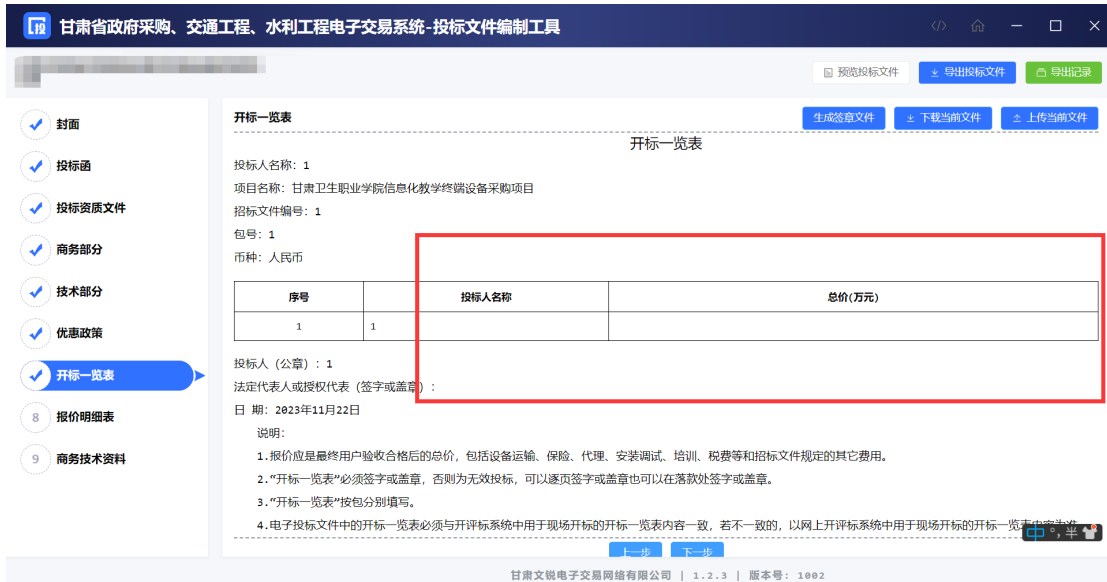 投
甘肃省政府采购、交通工程、水利工程电子交易系统-投标文件编制工具
预览投标文件
导出投标文件
导出记录
封面
投标函
投标资质文件
商务部分
技术部分
优惠政策
开标一览表
8 报价明细表
9 商务技术资料
开标一览表
生成签章文件
下载当前文件
上传当前文件
开标一览表
投标人名称: 1
项目名称: 甘肃卫生职业学院信息化教学终端设备采购项目
招标文件编号: 1
包号: 1
币种: 人民币
序号 投标人名称 总价(万元)
1 1
投标人（公章）: 1
法定代表人或授权代表（签字或盖章）:
日 期: 2023年11月22日
说明:
1.报价应是最终用户验收合格后的总价，包括设备运输、保险、代理、安装调试、培训、税费等和招标文件规定的其它费用。
2.“开标一览表”必须签字或盖章，否则为无效投标，可以逐页签字或盖章也可以在落款处签字或盖章。
3.“开标一览表”按包分别填写。
4.电子投标文件中的开标一览表必须与开评标系统中用于现场开标的开标一览表内容一致，若不一致的，以网上开评标系统中用于现场开标的开标一览表内容为准
中 °, 半
上一步
下一步
甘肃文锐电子交易网络有限公司 | 1.2.3 | 版本号: 1002